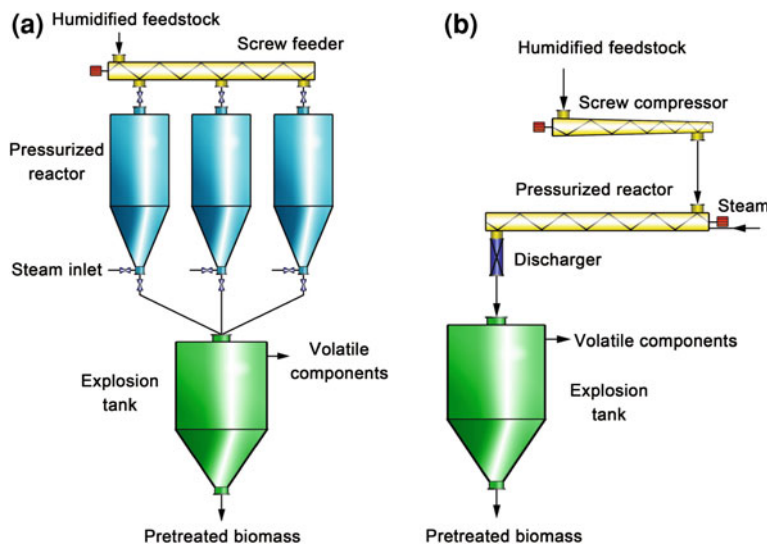 (a)
Humidified feedstock
Screw feeder
Pressurized
reactor
Steam inlet
Explosion
tank
Volatile
components
Pretreated biomass
(b)
Humidified feedstock
Screw compressor
Pressurized reactor
Steam
Discharger
Volatile components
Explosion
tank
Pretreated biomass